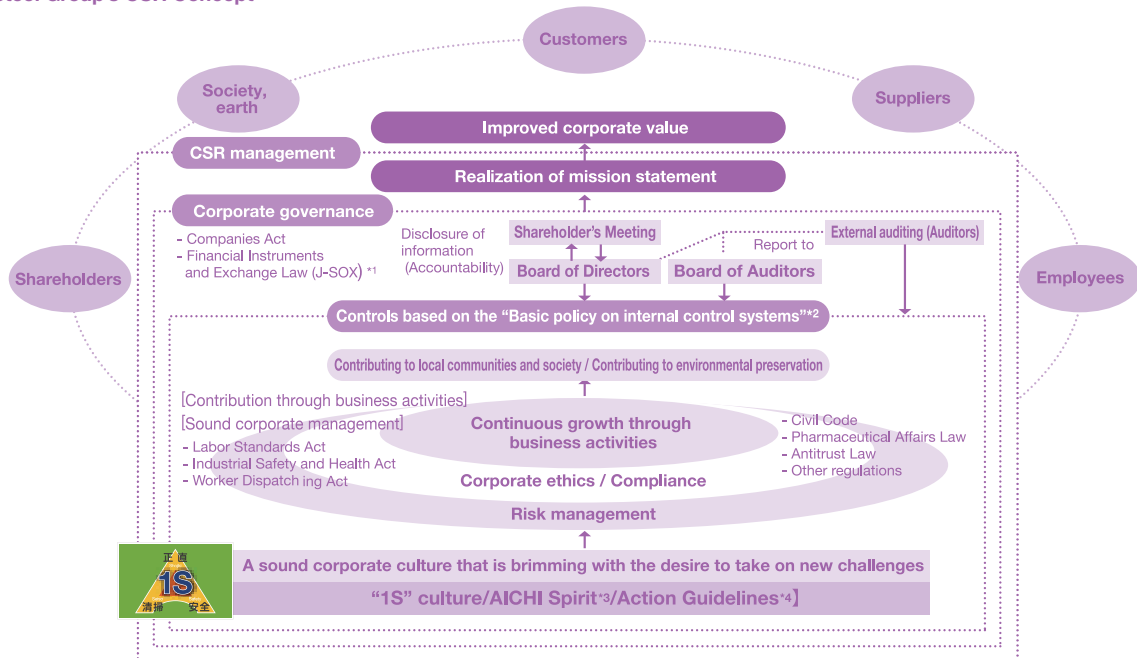 Group's CSR Concept
Customers
Society,
earth
Suppliers
Improved corporate value
CSR management
Realization of mission statement
Corporate governance
- Companies Act
- Financial Instruments
and Exchange Law (J-SOX) *1
Disclosure of
information
(Accountability)
Shareholder's Meeting
Board of Directors
Report to
Board of Auditors
External auditing (Auditors)
Shareholders
Employees
Controls based on the “Basic policy on internal control systems”*2
Contributing to local communities and society / Contributing to environmental preservation
[Contribution through business activities]
[Sound corporate management]
- Labor Standards Act
- Industrial Safety and Health Act
- Worker Dispatch ing Act
Continuous growth through
business activities
- Civil Code
- Pharmaceutical Affairs Law
- Antitrust Law
- Other regulations
Corporate ethics / Compliance
Risk management
正直
1S
清掃 安全
A sound corporate culture that is brimming with the desire to take on new challenges
“1S” culture/AICHI Spirit*3/Action Guidelines*4】